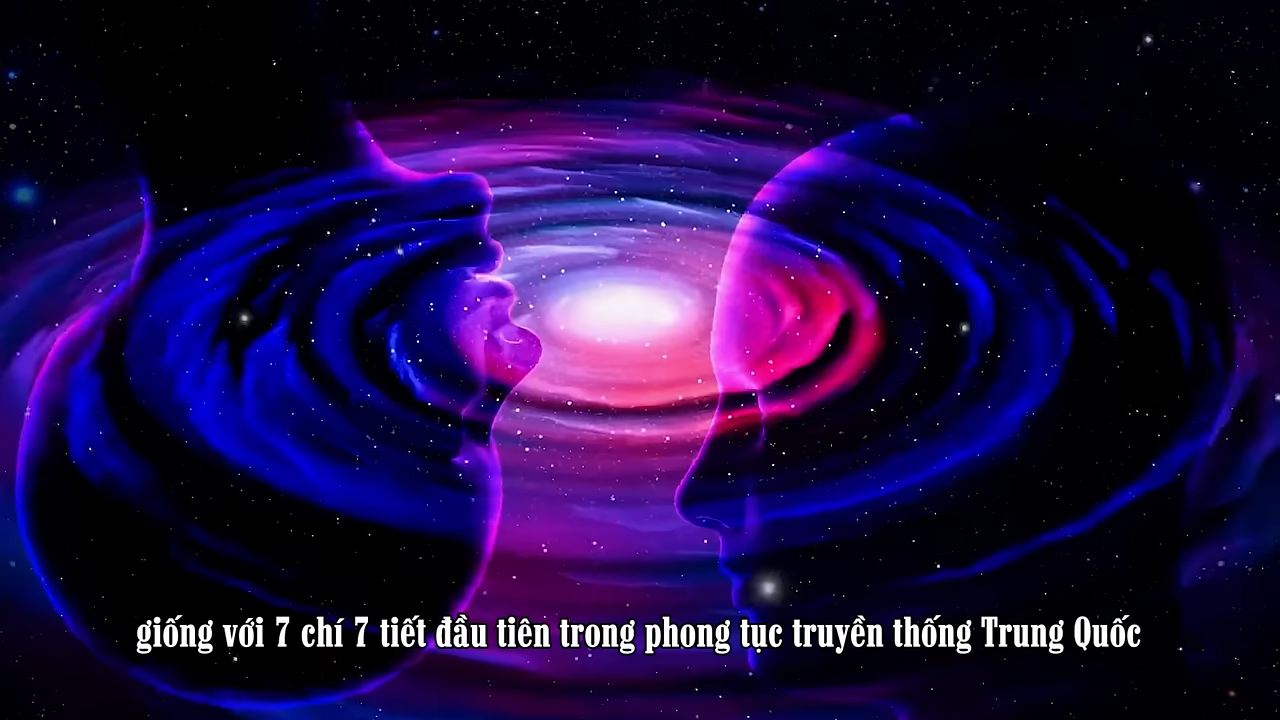 giống với 7 chí 7 tiết đầu tiên trong phong tục truyền thống Trung Quốc